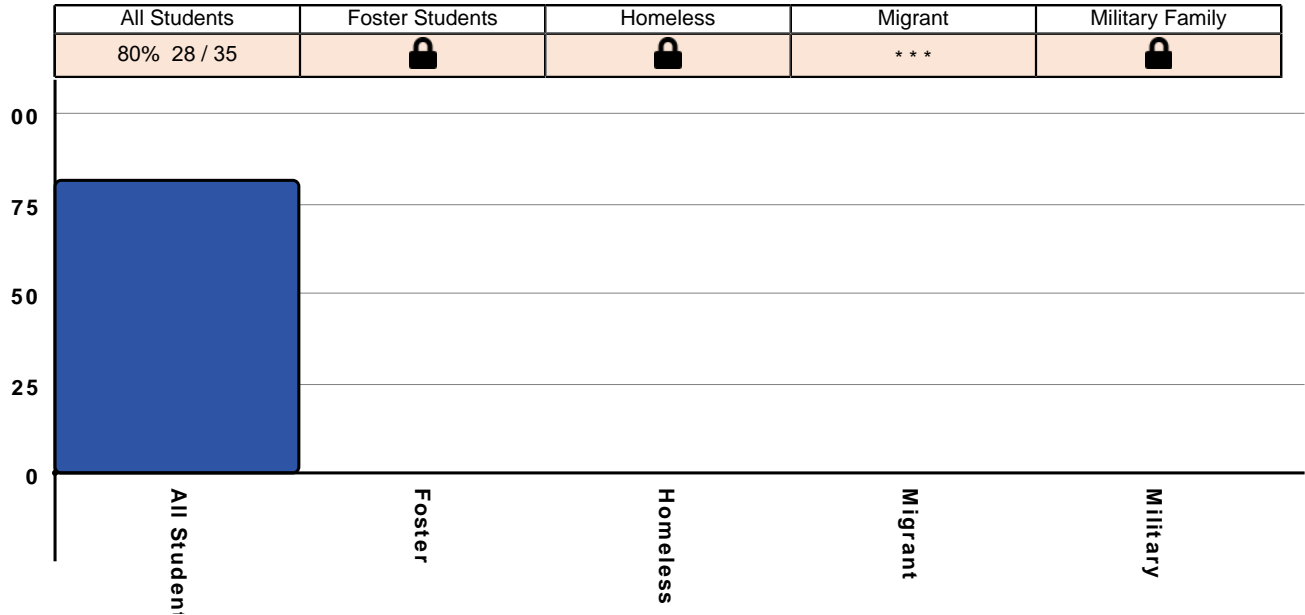 All Students Foster Students Homeless Migrant Military Family
80% 28 / 35 * * *
00
75
50
25
0
All Student
Foster
Homeless
Migrant
Military